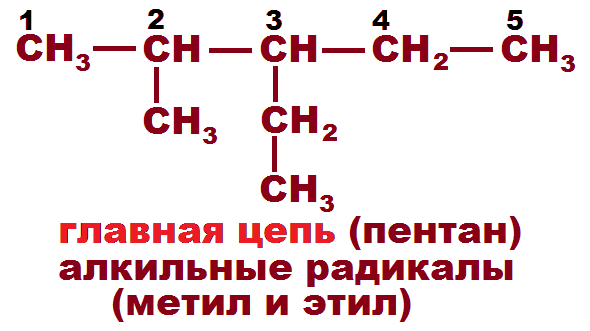 1 2 3 4 5
CH₃—CH—CH—CH₂—CH₃
CH₃ CH₂
CH₃
главная цепь (пентан)
алкильные радикалы
(метил и этил)